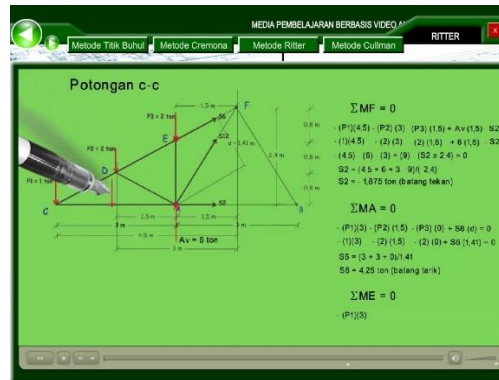 MEDIA PEMBELAJARAN BERBASIS VIDEO
RITTER
X
Metode Titik Buhul
Metode Cremona
Metode Ritter
Metode Cullman
Potongan c-c
1,5 m
F
P3 = 2 ton
S6
E
S12
d = 1,41 m
2,4 m
0,8 m
0,8 m
0,8 m
P2 = 2 ton
D
P1 = 1 ton
C
S2
B
1,5 m
1,5 m
3 m
3 m
4,5 m
Av = 6 ton
3 m
ΣMF = 0
- (P1)(4,5) - (P2) (3) (P3) (1,5) + Av (1,5) S2
- (1)(4,5) - (2) (3) (2) (1,5) + 6 (1,5) - S2
- (4,5) (6) (3) + (9) (S2 x 2,4) = 0
S2 = (4,5 + 6 + 3 9)/( 2,4)
S2 = - 1,875 ton (batang tekan)
ΣMA = 0
- (P1)(3) - (P2) (1,5) - (P3) (0) + S6 (d) = 0
- (1)(3) - (2) (1,5) - (2) (0) + S6 (1,41) = 0
S6 = (3 + 3 + 0)/1,41
S6 = 4,25 ton (batang tarik)
ΣME = 0
- (P1)(3)